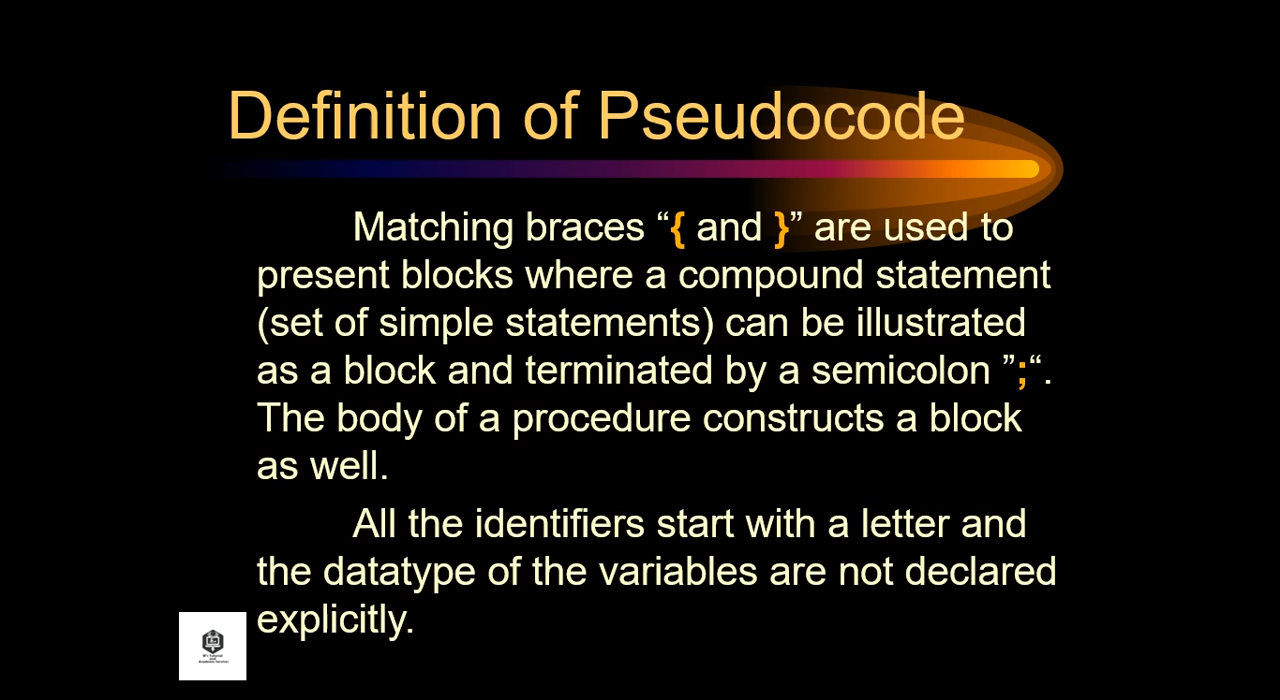 Definition of Pseudocode
Matching braces “{ and }” are used to
present blocks where a compound statement
(set of simple statements) can be illustrated
as a block and terminated by a semicolon ”;“.
The body of a procedure constructs a block
as well.
All the identifiers start with a letter and
the datatype of the variables are not declared
explicitly.